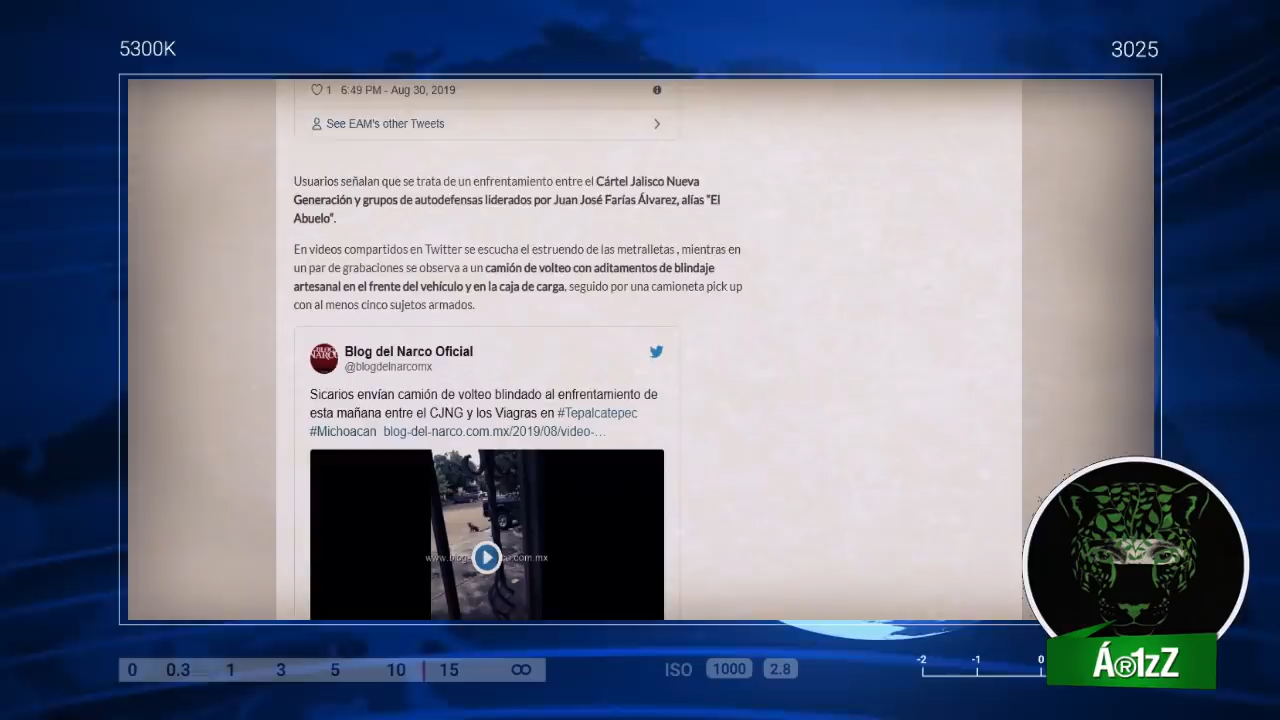 5300K
3025
1 6:49 PM - Aug 30, 2019
See EAM's other Tweets
Usuarios señalan que se trata de un enfrentamiento entre el Cártel Jalisco Nueva
Generación y grupos de autodefensas liderados por Juan José Farías Álvarez, alías "El
Abuelo".
En videos compartidos en Twitter se escucha el estruendo de las metralletas , mientras en
un par de grabaciones se observa a un camión de volteo con aditamentos de blindaje
artesanal en el frente del vehículo y en la caja de carga, seguido por una camioneta pick up
con al menos cinco sujetos armados.
Blog del Narco Oficial
@blogdelnarcomx
Sicarios envían camión de volteo blindado al enfrentamiento de
esta mañana entre el CJNG y los Viagras en #Tepalcatepec
#Michoacan blog-del-narco.com.mx/2019/08/video-...
0 0.3 1 3 5 10 15 ∞
ISO 1000 2.8
-2 -1 0
Á®1zZ